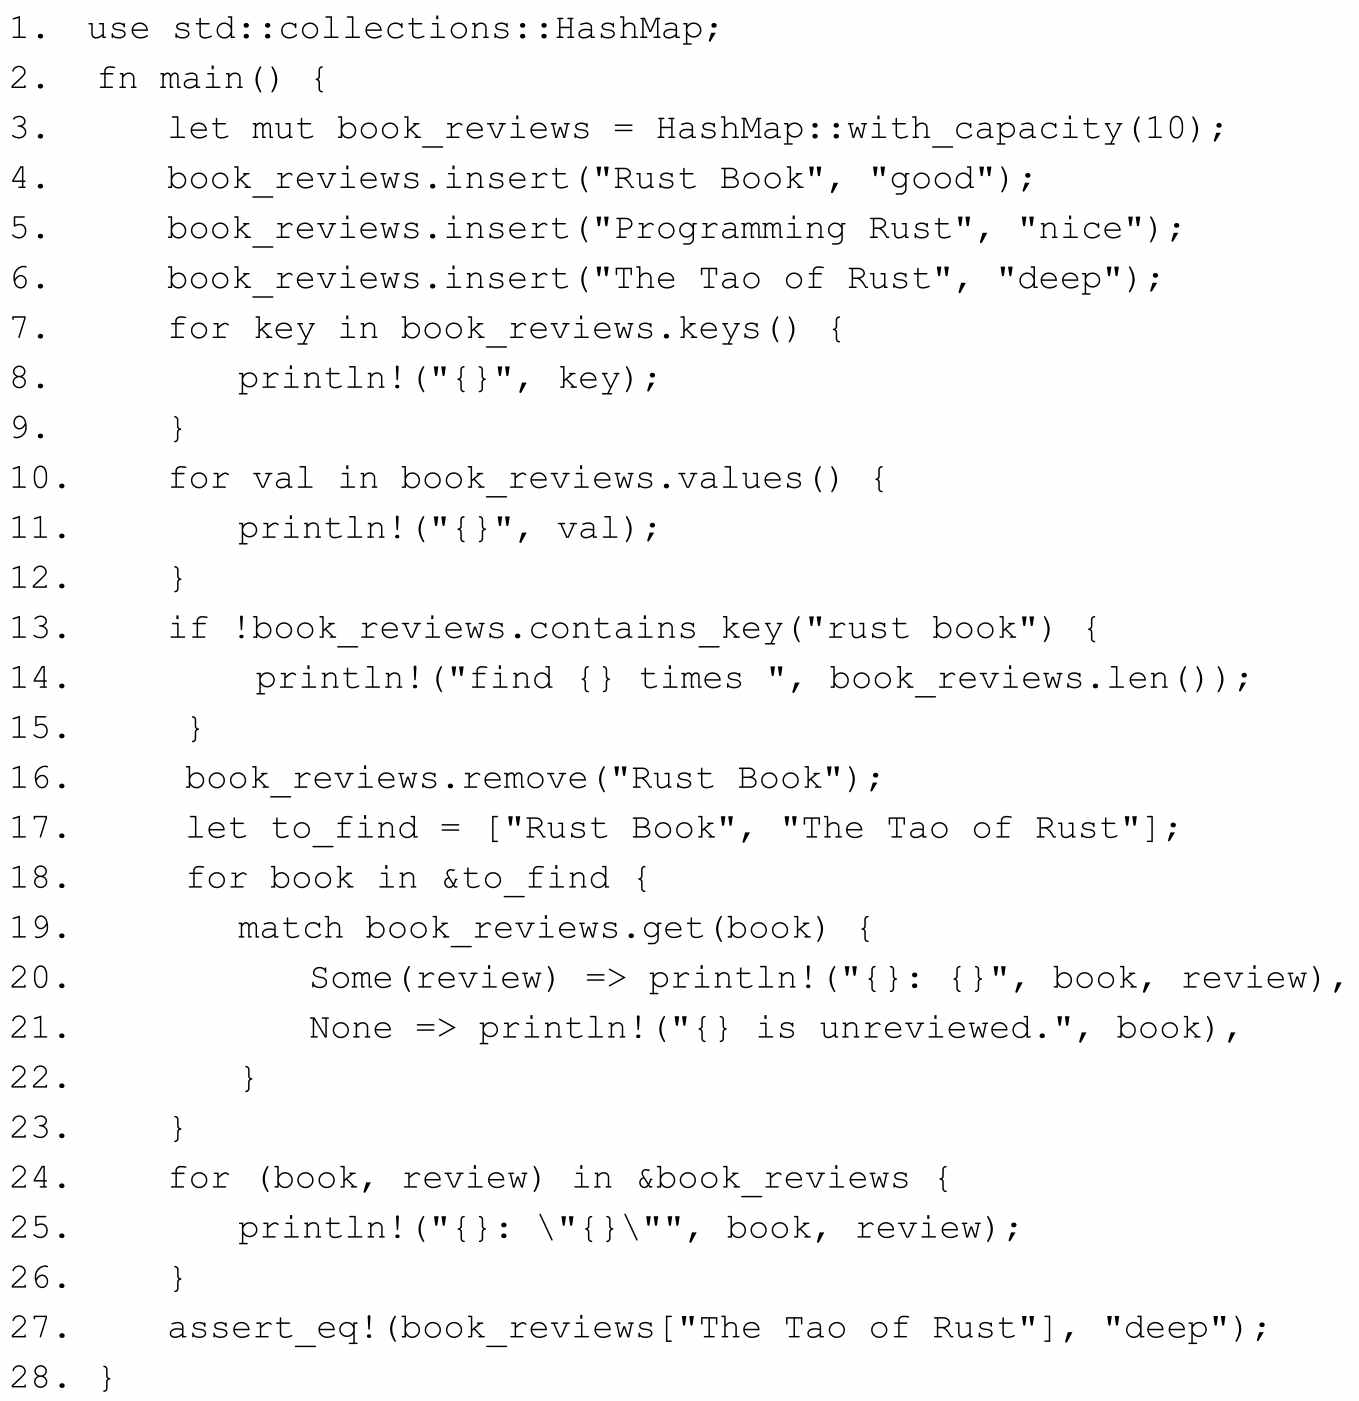 1. use std::collections::HashMap;
2. fn main() {
3. let mut book_reviews = HashMap::with_capacity(10);
4. book_reviews.insert("Rust Book", "good");
5. book_reviews.insert("Programming Rust", "nice");
6. book_reviews.insert("The Tao of Rust", "deep");
7. for key in book_reviews.keys() {
8. println!("{}", key);
9. }
10. for val in book_reviews.values() {
11. println!("{}", val);
12. }
13. if !book_reviews.contains_key("rust book") {
14. println!("find {} times ", book_reviews.len());
15. }
16. book_reviews.remove("Rust Book");
17. let to_find = ["Rust Book", "The Tao of Rust"];
18. for book in &to_find {
19. match book_reviews.get(book) {
20. Some(review) => println!("{}: {}", book, review),
21. None => println!("{} is unreviewed.", book),
22. }
23. }
24. for (book, review) in &book_reviews {
25. println!("{}: \"{}\"", book, review);
26. }
27. assert_eq!(book_reviews["The Tao of Rust"], "deep");
28. }